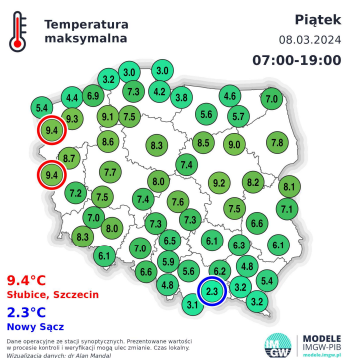 Temperatura
maksymalna
Piątek
08.03.2024
07:00-19:00
3.2 3.0 3.0
5.4 4.4 6.9 7.3 4.2 3.8 4.6 7.0
9.4 9.3 9.1 7.5 5.6 5.7
8.6 8.3 8.5 9.0 7.8
8.7 7.4
9.4 7.7 8.0 9.2 8.2 8.1
7.2 7.5 7.4 7.6 7.5 7.1
7.0 8.0 7.3 7.3 6.6
8.3 6.5 6.1 6.3 6.1
6.1 7.0 5.9
6.6 5.6 6.2 4.8 5.4
4.8 2.3 3.2
3.1 3.2
9.4°C
Słubice, Szczecin
2.3°C
Nowy Sącz
Dane operacyjne ze stacji synoptycznych. Prezentowane wartości
w procesie kontroli i weryfikacji mogą ulec zmianie. Czas lokalny.
Wizualizacja danych: dr Alan Mandal
IM
GW
MODELE
IMGW-PIB
modele.imgw.pl